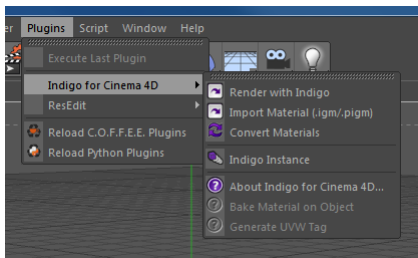 er Plugins Script Window Help
Execute Last Plugin
Indigo for Cinema 4D
ResEdit
Reload C.O.F.F.E.E. Plugins
Reload Python Plugins
Render with Indigo
Import Material (.igm/.pigm)
Convert Materials
Indigo Instance
About Indigo for Cinema 4D...
Bake Material on Object
Generate UVW Tag